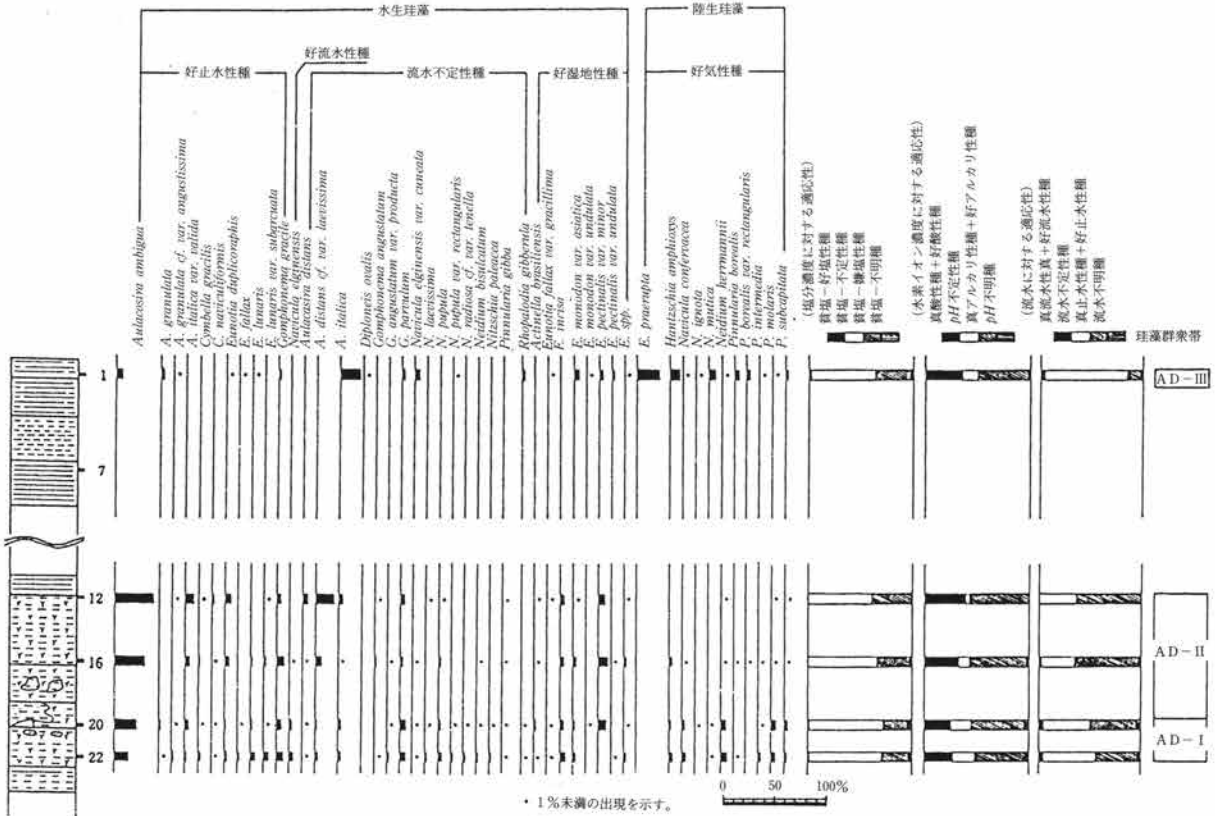 水生珪藻
陸生珪藻
好流水性種
好止水性種
流水不定性種
好湿地性種
好気性種
Aulacosira ambigua
A. granulata
A. granulata cf. var. angustissima
A. italica var. valida
Cymbella gracilis
C. naviculiformis
Eunotia duplicoraphis
E. fallax
E. lunaris
E. lunaris var. subarcuata
Gomphonema gracile
Navicula elginensis
Aulacosira distans
A. distans cf. var. laevissima
A. italica
Diploneis ovalis
Gomphonema angustatum
G. angustatum var. producta
G. parvulum
Navicula elginensis var. cuneata
N. laevissima
N. pupula
N. pupula var. rectangularis
N. radiosa cf. var. tenella
Neidium bisulcatum
Nitzschia paleacea
Pinnularia gibba
Rhopalodia gibberula
Actinella brasiliensis
Eunotia fallax var. gracillima
E. incisa
E. monodon var. asiatica
E. monodon var. undulata
E. pectinalis var. minor
E. pectinalis var. undulata
E. spp.
E. praerupta
Hantzschia amphioxys
Navicula confervacea
N. ignota
N. mutica
Neidium herrmannii
Pinnularia borealis
P. borealis var. rectangularis
P. intermedia
P. molaris
P. subcapitata
(塩分濃度に対する適応性)
貧塩－好塩性種
貧塩－不定性種
貧塩－嫌塩性種
貧塩－不明種
(水素イオン濃度に対する適応性)
真酸性種＋好酸性種
pH不定性種
真アルカリ性種＋好アルカリ性種
pH不明種
(流水に対する適応性)
真流水性真＋好流水性種
流水不定性種
真止水性種＋好止水性種
流水不明種
珪藻群衆帯
1
AD-Ⅲ
7
12
16
AD-Ⅱ
20
AD-Ⅰ
22
• 1%未満の出現を示す。
0 50 100%